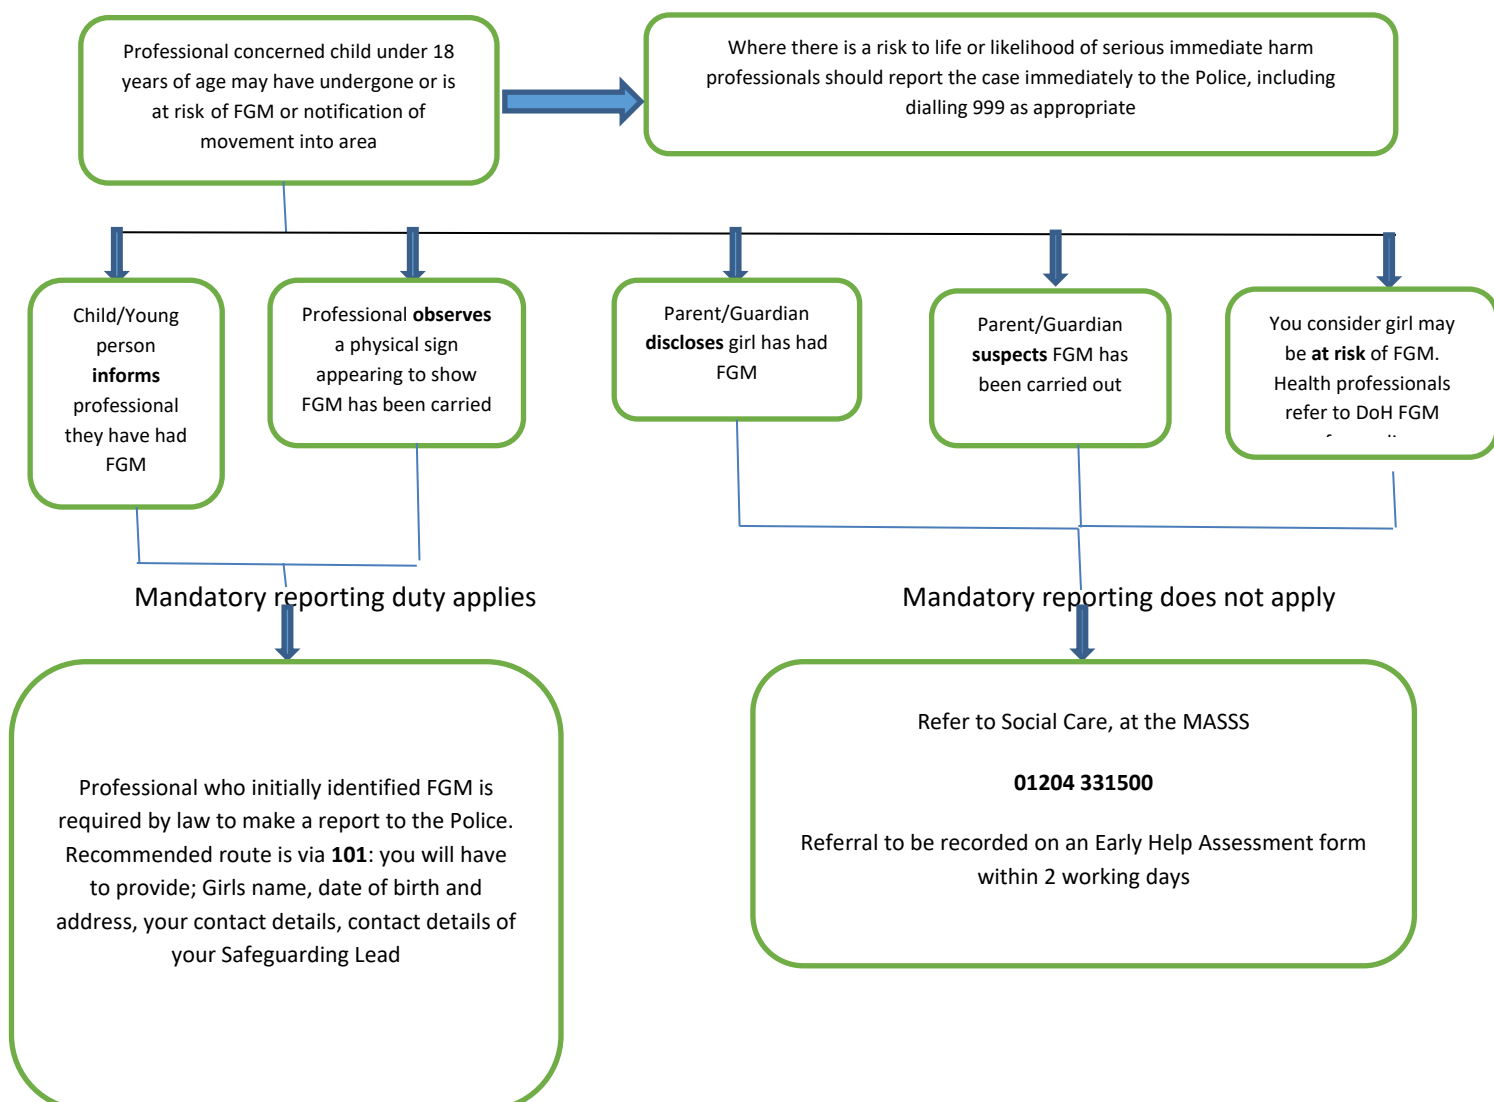 Professional concerned child under 18
years of age may have undergone or is
at risk of FGM or notification of
movement into area
Where there is a risk to life or likelihood of serious immediate harm
professionals should report the case immediately to the Police, including
dialling 999 as appropriate
Child/Young
person
informs
professional
they have had
FGM
Professional observes
a physical sign
appearing to show
FGM has been carried
Parent/Guardian
discloses girl has had
FGM
Parent/Guardian
suspects FGM has
been carried out
You consider girl may
be at risk of FGM.
Health professionals
refer to DoH FGM
Mandatory reporting duty applies
Mandatory reporting does not apply
Professional who initially identified FGM is
required by law to make a report to the Police.
Recommended route is via 101: you will have
to provide; Girls name, date of birth and
address, your contact details, contact details of
your Safeguarding Lead
Refer to Social Care, at the MASSS
01204 331500
Referral to be recorded on an Early Help Assessment form
within 2 working days